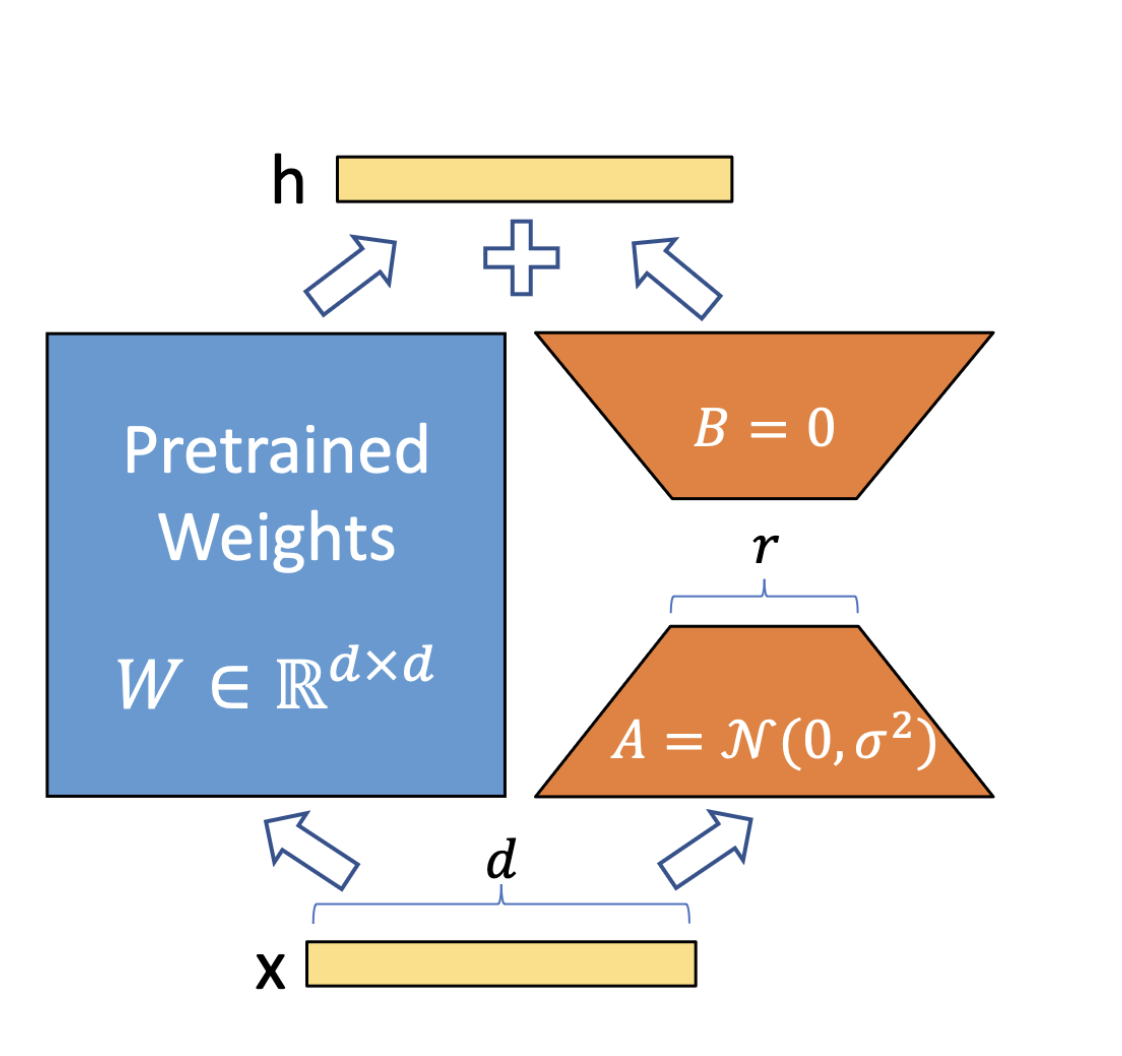 h
Pretrained
Weights
W ∈ ℝ^{d×d}
B = 0
r
A = 𝒩(0, σ²)
d
x